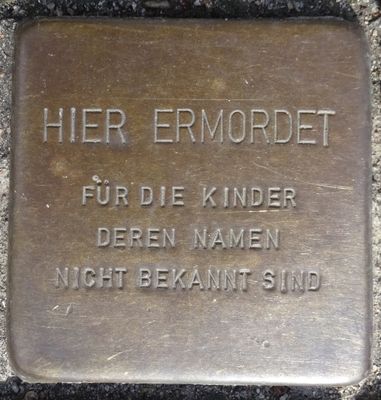 HIER ERMORDET
FÜR DIE KINDER
DEREN NAMEN
NICHT BEKANNT SIND